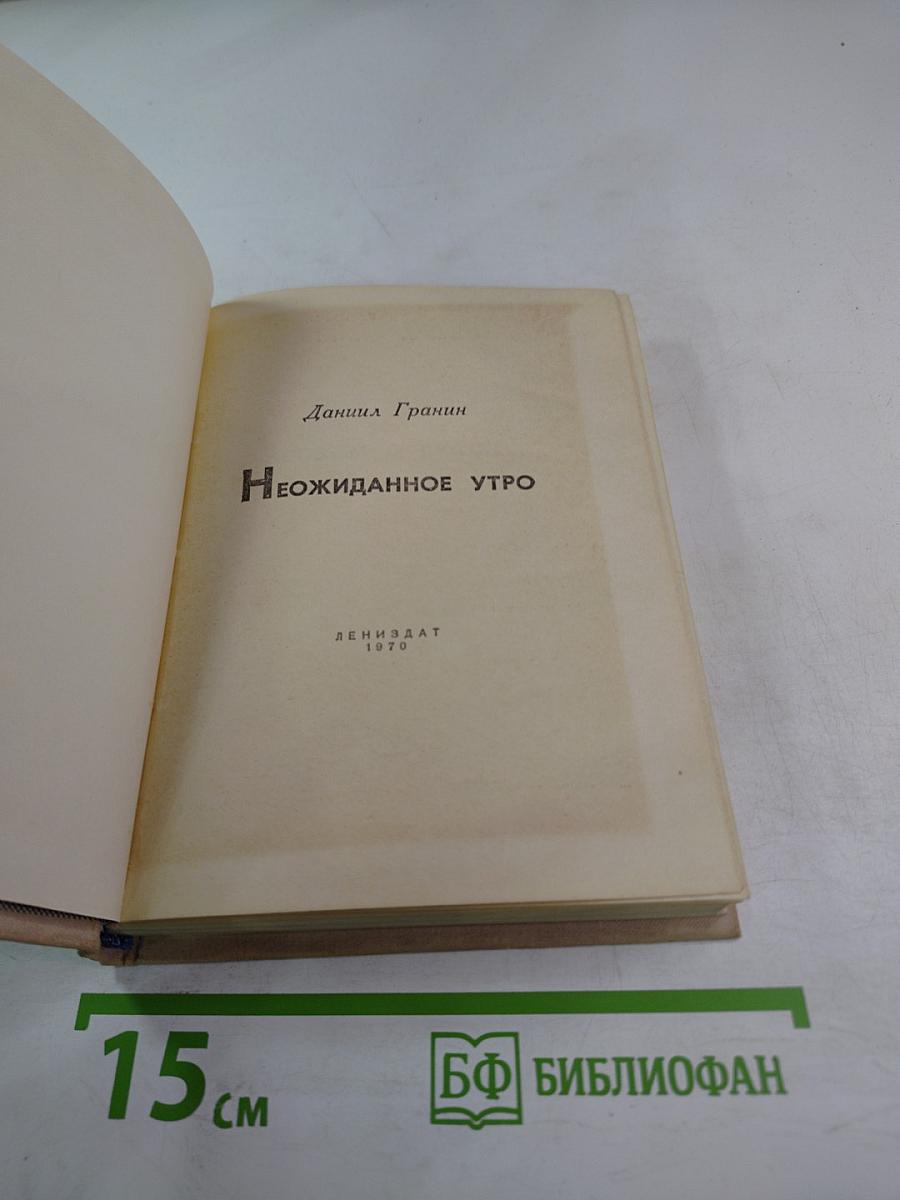 Даниил Гранин
НЕОЖИДАННОЕ УТРО
ЛЕНИЗДАТ
1970
15 см
БФ БИБЛИОФАН